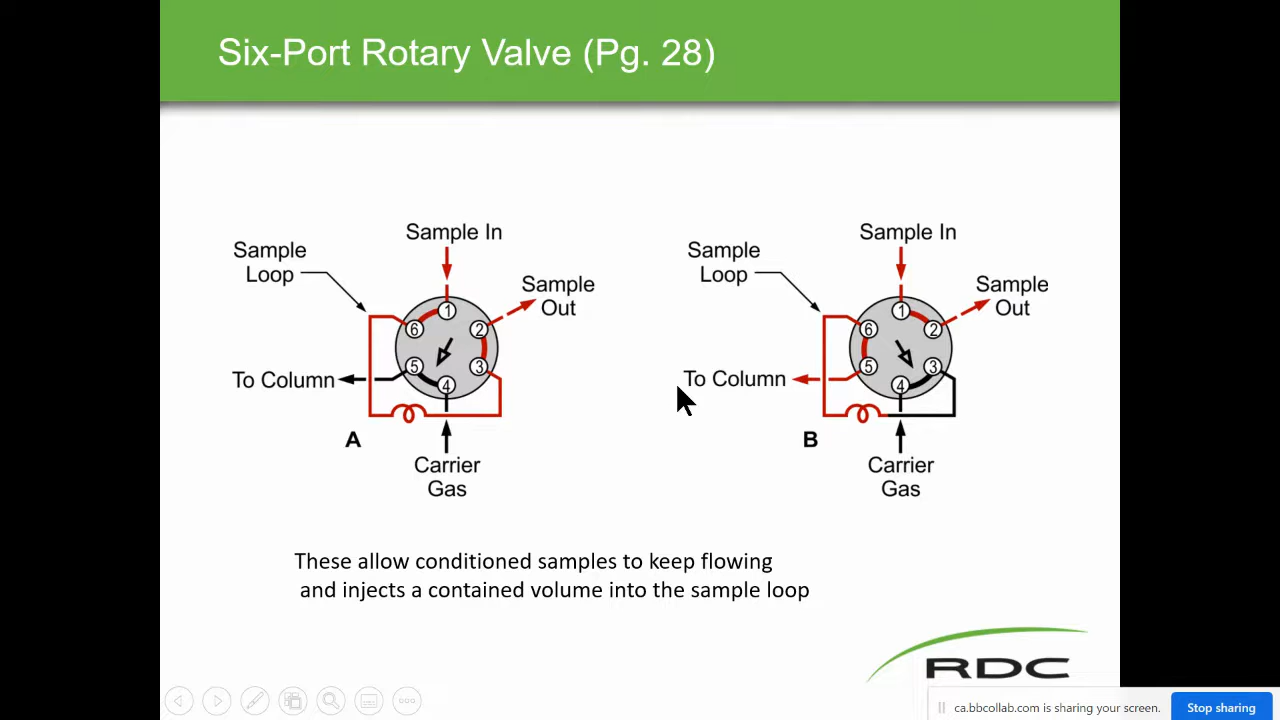 Six-Port Rotary Valve (Pg. 28)
Sample In
Sample
Loop
Sample
Out
1
6
2
5
3
4
To Column
A
Carrier
Gas
Sample In
Sample
Loop
Sample
Out
1
6
2
5
3
4
To Column
B
Carrier
Gas
These allow conditioned samples to keep flowing
and injects a contained volume into the sample loop
RDC
ca.bbcollab.com is sharing your screen.
Stop sharing